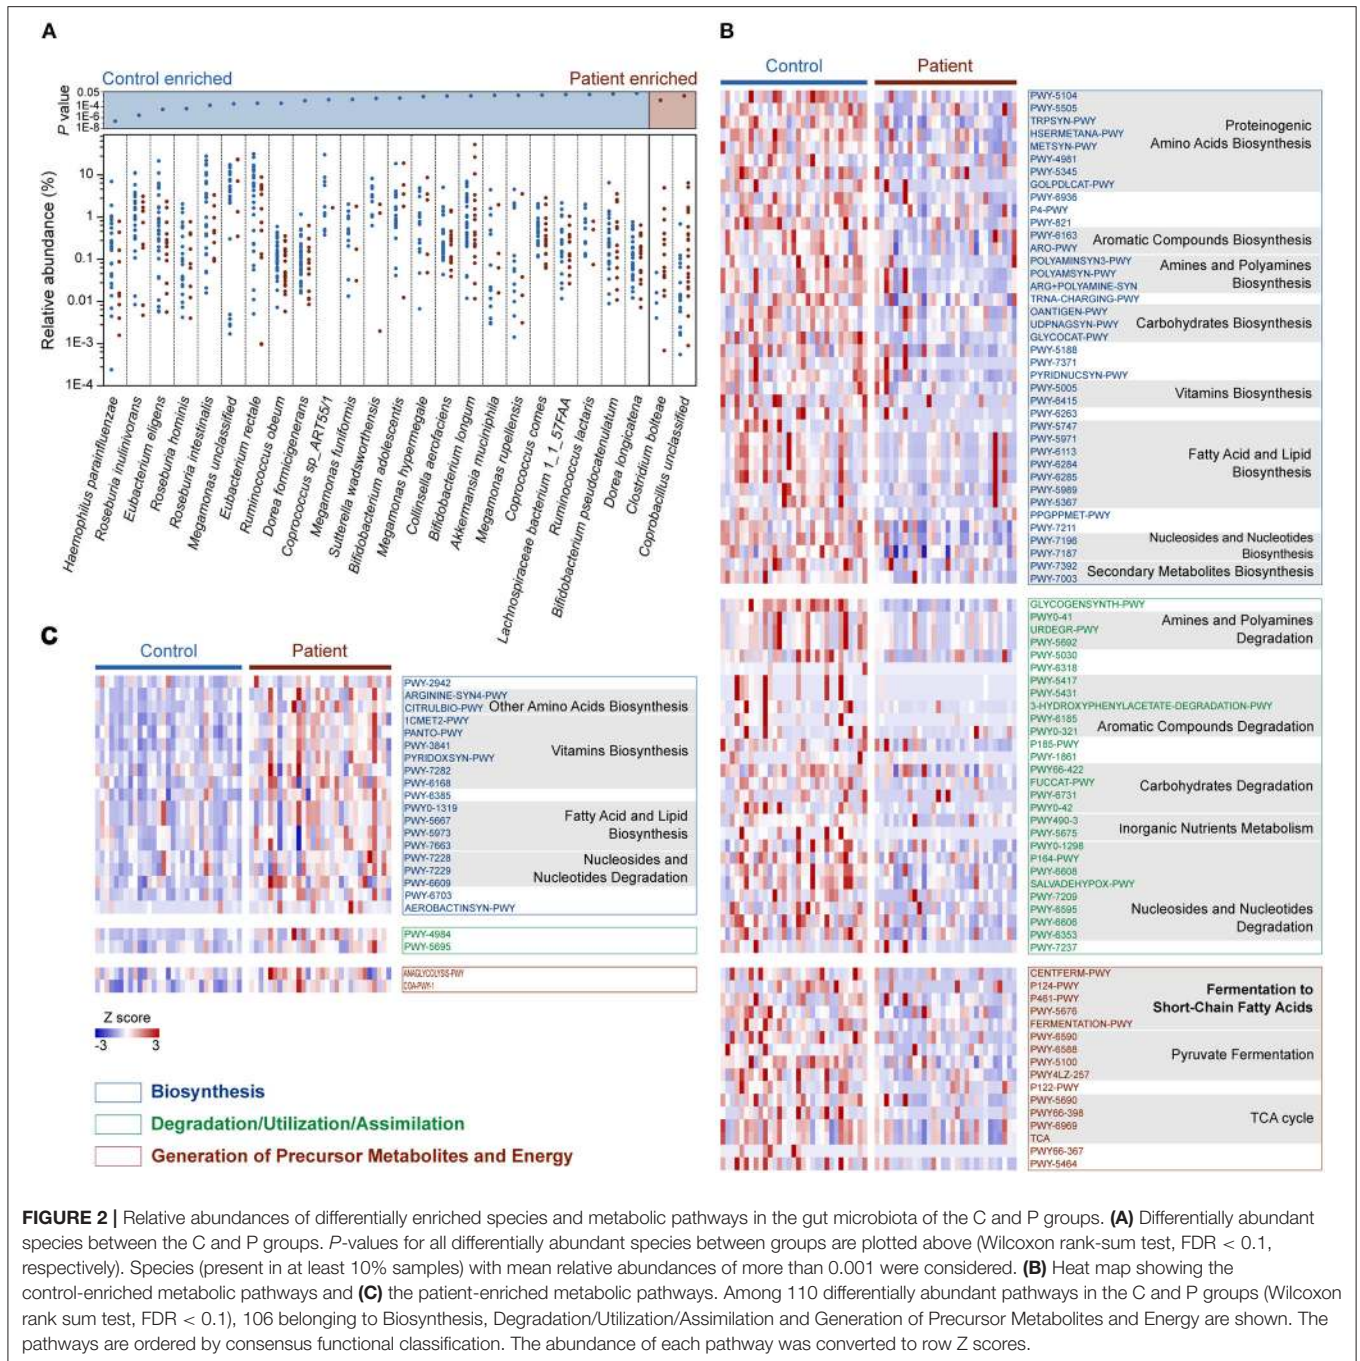 A
Control enriched
Patient enriched
P value
0.05
1E-4
1E-6
1E-8
Relative abundance (%)
10
1
0.1
0.01
1E-3
1E-4
Haemophilus parainfluenzae
Roseburia inulinivorans
Eubacterium eligens
Roseburia hominis
Roseburia intestinalis
Megamonas unclassified
Eubacterium rectale
Ruminococcus obeum
Dorea formicigenerans
Coprococcus sp_ART55/1
Megamonas funiformis
Sutterella wadsworthensis
Bifidobacterium adolescentis
Megamonas hypermegale
Collinsella aerofaciens
Bifidobacterium longum
Akkermansia muciniphila
Megamonas rupellensis
Coprococcus comes
Lachnospiraceae bacterium 1_1_57FAA
Ruminococcus lactaris
Bifidobacterium pseudocatenulatum
Dorea longicatena
Clostridium bolteae
Coprobacillus unclassified
B
Control
Patient
PWY-5104
PWY-5505
TRPSYN-PWY
HSERMETANA-PWY
METSYN-PWY
PWY-4981
PWY-5345
GOLPDLCAT-PWY
Proteinogenic
Amino Acids Biosynthesis
PWY-6936
P4-PWY
PWY-821
PWY-6163
ARO-PWY
Aromatic Compounds Biosynthesis
POLYAMINSYN3-PWY
POLYAMSYN-PWY
ARG+POLYAMINE-SYN
Amines and Polyamines
Biosynthesis
TRNA-CHARGING-PWY
OANTIGEN-PWY
UDPNAGSYN-PWY
GLYCOCAT-PWY
Carbohydrates Biosynthesis
PWY-5188
PWY-7371
PYRIDNUCSYN-PWY
PWY-5005
PWY-6415
Vitamins Biosynthesis
PWY-6263
PWY-5747
PWY-5971
PWY-6113
PWY-6284
PWY-6285
PWY-5989
PWY-5367
Fatty Acid and Lipid
Biosynthesis
PPGPPMET-PWY
PWY-7211
PWY-7196
PWY-7187
Nucleosides and Nucleotides
Biosynthesis
PWY-7392
PWY-7003
Secondary Metabolites Biosynthesis
GLYCOGENSYNTH-PWY
PWY0-41
URDEGR-PWY
PWY-5692
Amines and Polyamines
Degradation
PWY-5030
PWY-6318
PWY-5417
PWY-5431
3-HYDROXYPHENYLACETATE-DEGRADATION-PWY
PWY-6185
PWY0-321
Aromatic Compounds Degradation
P185-PWY
PWY-1861
PWY66-422
FUCCAT-PWY
PWY-6731
PWY0-42
Carbohydrates Degradation
PWY490-3
PWY-5675
Inorganic Nutrients Metabolism
PWY0-1298
P164-PWY
PWY-6608
SALVADEHYPOX-PWY
PWY-7209
PWY-6595
PWY-6606
PWY-6353
Nucleosides and Nucleotides
Degradation
PWY-7237
CENTFERM-PWY
P124-PWY
P461-PWY
PWY-5676
FERMENTATION-PWY
Fermentation to
Short-Chain Fatty Acids
PWY-6590
PWY-6588
PWY-5100
PWY4LZ-257
Pyruvate Fermentation
P122-PWY
PWY-5690
PWY66-398
PWY-6969
TCA
TCA cycle
PWY66-367
PWY-5464
C
Control
Patient
PWY-2942
ARGININE-SYN4-PWY
CITRULBIO-PWY
Other Amino Acids Biosynthesis
1CMET2-PWY
PANTO-PWY
PWY-3841
PYRIDOXSYN-PWY
PWY-7282
PWY-6168
Vitamins Biosynthesis
PWY-6385
PWY0-1319
PWY-5667
PWY-5973
PWY-7663
Fatty Acid and Lipid
Biosynthesis
PWY-7228
PWY-7229
PWY-6609
Nucleosides and
Nucleotides Degradation
PWY-6703
AEROBACTINSYN-PWY
PWY-4984
PWY-5695
ANAGLYCOLYSIS-PWY
COA-PWY-1
Z score
-3
3
Biosynthesis
Degradation/Utilization/Assimilation
Generation of Precursor Metabolites and Energy
FIGURE 2 | Relative abundances of differentially enriched species and metabolic pathways in the gut microbiota of the C and P groups. (A) Differentially abundant
species between the C and P groups. P-values for all differentially abundant species between groups are plotted above (Wilcoxon rank-sum test, FDR < 0.1,
respectively). Species (present in at least 10% samples) with mean relative abundances of more than 0.001 were considered. (B) Heat map showing the
control-enriched metabolic pathways and (C) the patient-enriched metabolic pathways. Among 110 differentially abundant pathways in the C and P groups (Wilcoxon
rank sum test, FDR < 0.1), 106 belonging to Biosynthesis, Degradation/Utilization/Assimilation and Generation of Precursor Metabolites and Energy are shown. The
pathways are ordered by consensus functional classification. The abundance of each pathway was converted to row Z scores.